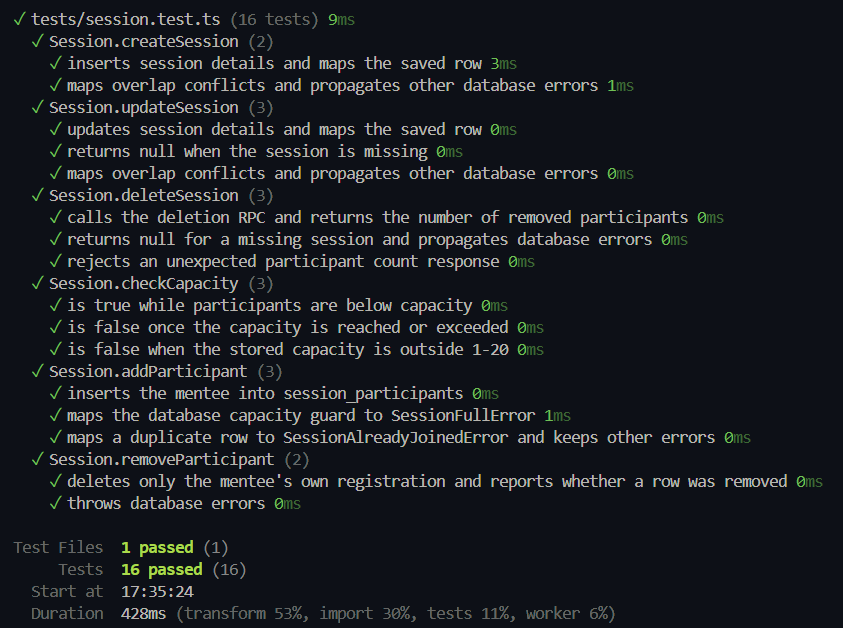 ✓ tests/session.test.ts (16 tests) 9ms
✓ Session.createSession (2)
✓ inserts session details and maps the saved row 3ms
✓ maps overlap conflicts and propagates other database errors 1ms
✓ Session.updateSession (3)
✓ updates session details and maps the saved row 0ms
✓ returns null when the session is missing 0ms
✓ maps overlap conflicts and propagates other database errors 0ms
✓ Session.deleteSession (3)
✓ calls the deletion RPC and returns the number of removed participants 0ms
✓ returns null for a missing session and propagates database errors 0ms
✓ rejects an unexpected participant count response 0ms
✓ Session.checkCapacity (3)
✓ is true while participants are below capacity 0ms
✓ is false once the capacity is reached or exceeded 0ms
✓ is false when the stored capacity is outside 1-20 0ms
✓ Session.addParticipant (3)
✓ inserts the mentee into session_participants 0ms
✓ maps the database capacity guard to SessionFullError 1ms
✓ maps a duplicate row to SessionAlreadyJoinedError and keeps other errors 0ms
✓ Session.removeParticipant (2)
✓ deletes only the mentee's own registration and reports whether a row was removed 0ms
✓ throws database errors 0ms
Test Files 1 passed (1)
Tests 16 passed (16)
Start at 17:35:24
Duration 428ms (transform 53%, import 30%, tests 11%, worker 6%)